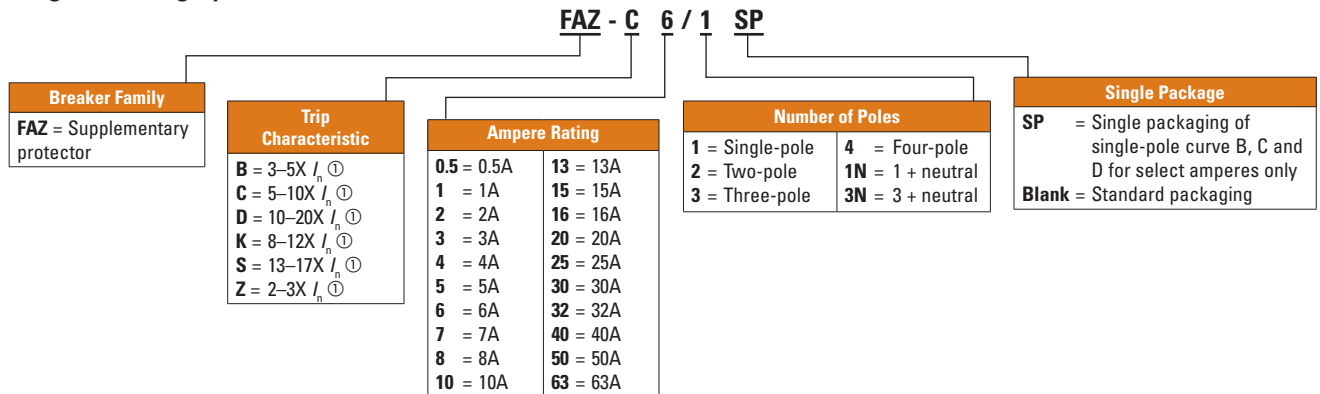 FAZ - C 6 / 1 SP
Breaker Family
FAZ = Supplementary
protector
Trip
Characteristic
B = 3–5X Iₙ ①
C = 5–10X Iₙ ①
D = 10–20X Iₙ ①
K = 8–12X Iₙ ①
S = 13–17X Iₙ ①
Z = 2–3X Iₙ ①
Ampere Rating
0.5 = 0.5A
1 = 1A
2 = 2A
3 = 3A
4 = 4A
5 = 5A
6 = 6A
7 = 7A
8 = 8A
10 = 10A
13 = 13A
15 = 15A
16 = 16A
20 = 20A
25 = 25A
30 = 30A
32 = 32A
40 = 40A
50 = 50A
63 = 63A
Number of Poles
1 = Single-pole
2 = Two-pole
3 = Three-pole
4 = Four-pole
1N = 1 + neutral
3N = 3 + neutral
Single Package
SP = Single packaging of
single-pole curve B, C and
D for select amperes only
Blank = Standard packaging